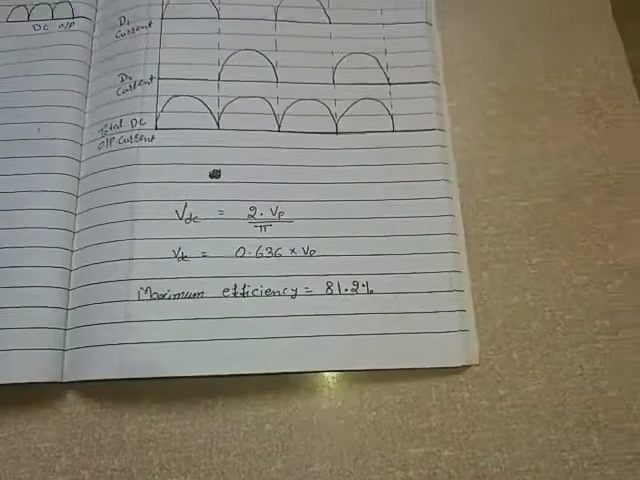 DC O/P
D1
Current
D2
Current
Total DC
O/P Current
Vdc = 2. Vp
π
Vdc = 0.636 × Vp
Maximum efficiency = 81.2%